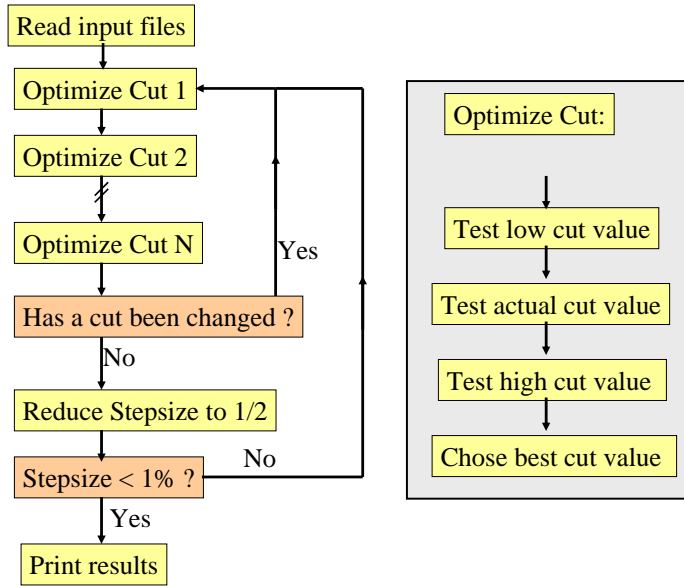 Read input files
Optimize Cut 1
Optimize Cut 2
Optimize Cut N
Yes
Has a cut been changed ?
No
Reduce Stepsize to 1/2
Stepsize < 1% ?
No
Yes
Print results
Optimize Cut:
Test low cut value
Test actual cut value
Test high cut value
Chose best cut value